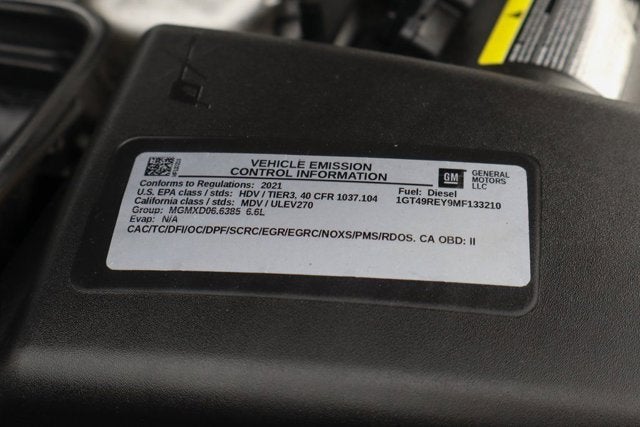 VEHICLE EMISSION
CONTROL INFORMATION
GM GENERAL MOTORS LLC
Conforms to Regulations: 2021
U.S. EPA class / stds: HDV / TIER3, 40 CFR 1037.104
Fuel: Diesel
California class / stds: MDV / ULEV270
1GT49REY9MF133210
Group: MGMXD06.6385 6.6L
Evap: N/A
CAC/TC/DFI/OC/DPF/SCRC/EGR/EGRC/NOXS/PMS/RDOS. CA OBD: II